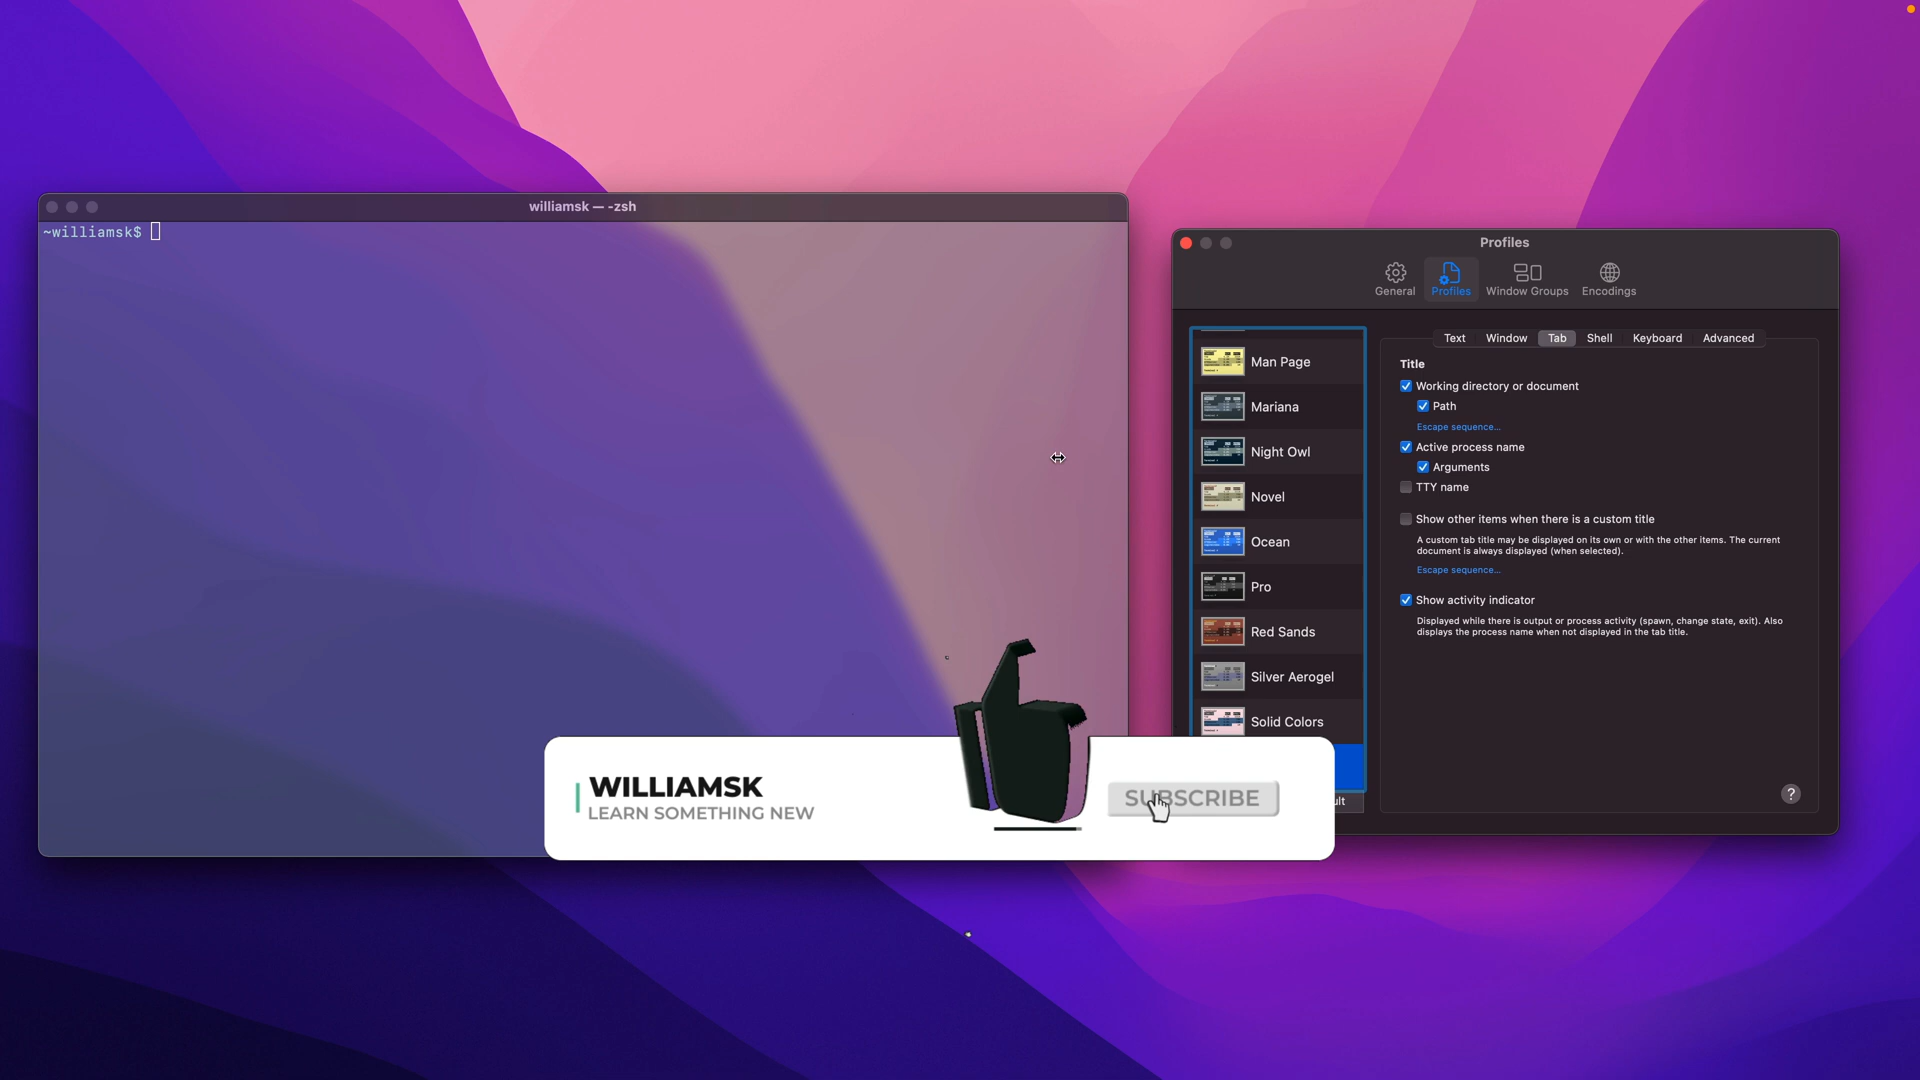 williamsk — -zsh
~williamsk$
Profiles
General
Profiles
Window Groups
Encodings
Man Page
Mariana
Night Owl
Novel
Ocean
Pro
Red Sands
Silver Aerogel
Solid Colors
ult
Text
Window
Tab
Shell
Keyboard
Advanced
Title
Working directory or document
Path
Escape sequence...
Active process name
Arguments
TTY name
Show other items when there is a custom title
A custom tab title may be displayed on its own or with the other items. The current
document is always displayed (when selected).
Escape sequence...
Show activity indicator
Displayed while there is output or process activity (spawn, change state, exit). Also
displays the process name when not displayed in the tab title.
?
WILLIAMSK
LEARN SOMETHING NEW
SUBSCRIBE